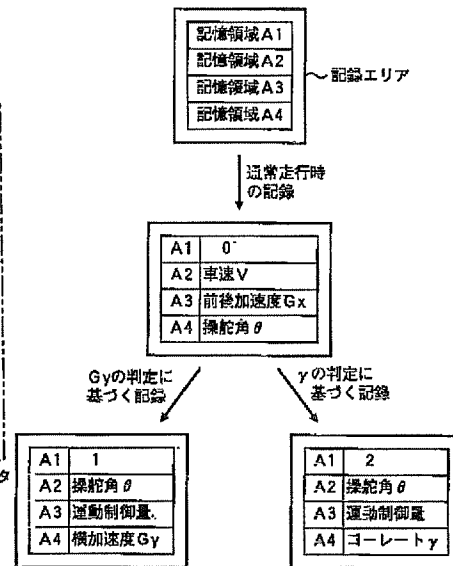 記憶領域A1
記憶領域A2
記憶領域A3
記憶領域A4
記録エリア
通常走行時
の記録
A1 0
A2 車速V
A3 前後加速度Gx
A4 操舵角θ
Gyの判定に
基づく記録
γの判定に
基づく記録
A1 1
A2 操舵角θ
A3 運動制御量
A4 横加速度Gy
A1 2
A2 操舵角θ
A3 運動制御量
A4 ヨーレートγ
タ